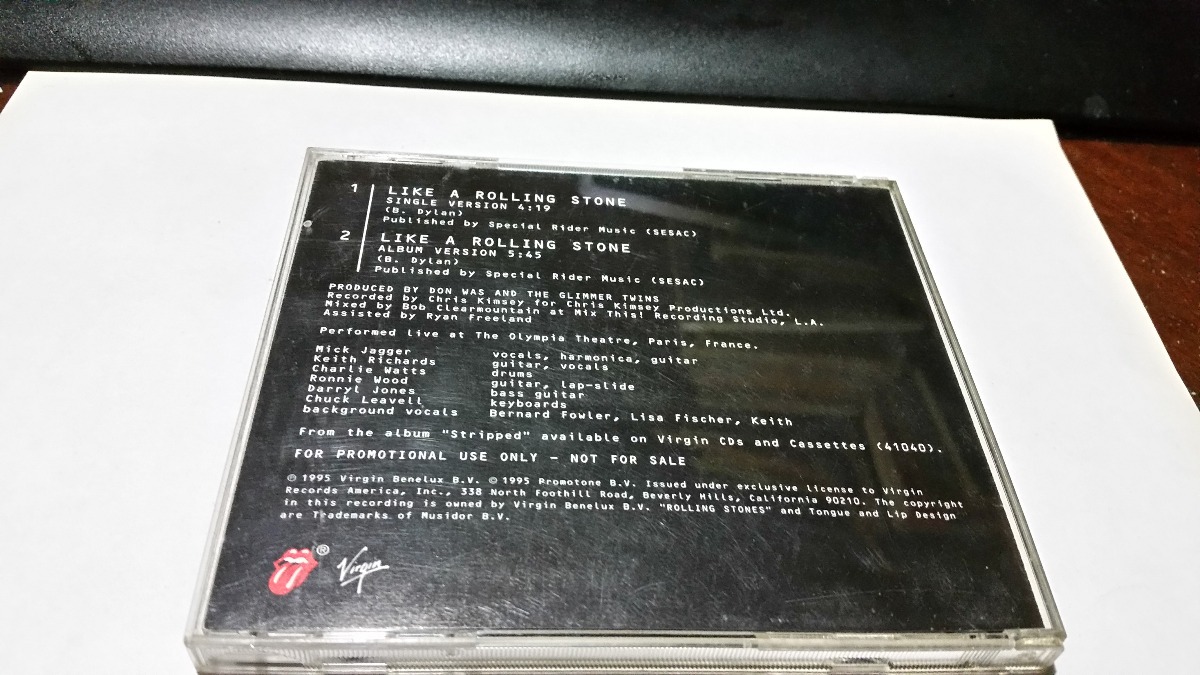 1 LIKE A ROLLING STONE
SINGLE VERSION 4:19
(B. Dylan)
Published by Special Rider Music (SESAC)
2 LIKE A ROLLING STONE
ALBUM VERSION 5:45
(B. Dylan)
Published by Special Rider Music (SESAC)
PRODUCED BY DON WAS AND THE GLIMMER TWINS
Recorded by Chris Kimsey for Chris Kimsey Productions Ltd.
Mixed by Bob Clearmountain at Mix This! Recording Studio, L.A.
Assisted by Ryan Freeland
Performed live at The Olympia Theatre, Paris, France.
Mick Jagger vocals, harmonica, guitar
Keith Richards guitar, vocals
Charlie Watts drums
Ronnie Wood guitar, lap-slide
Darryl Jones bass guitar
Chuck Leavell keyboards
background vocals Bernard Fowler, Lisa Fischer, Keith
From the album "Stripped" available on Virgin CDs and Cassettes (41040).
FOR PROMOTIONAL USE ONLY - NOT FOR SALE
℗ 1995 Virgin Benelux B.V. © 1995 Promotone B.V. Issued under exclusive license to Virgin
Records America, Inc., 338 North Foothill Road, Beverly Hills, California 90210. The copyright
in this recording is owned by Virgin Benelux B.V. "ROLLING STONES" and Tongue and Lip Design
are Trademarks of Musidor B.V.
® Virgin